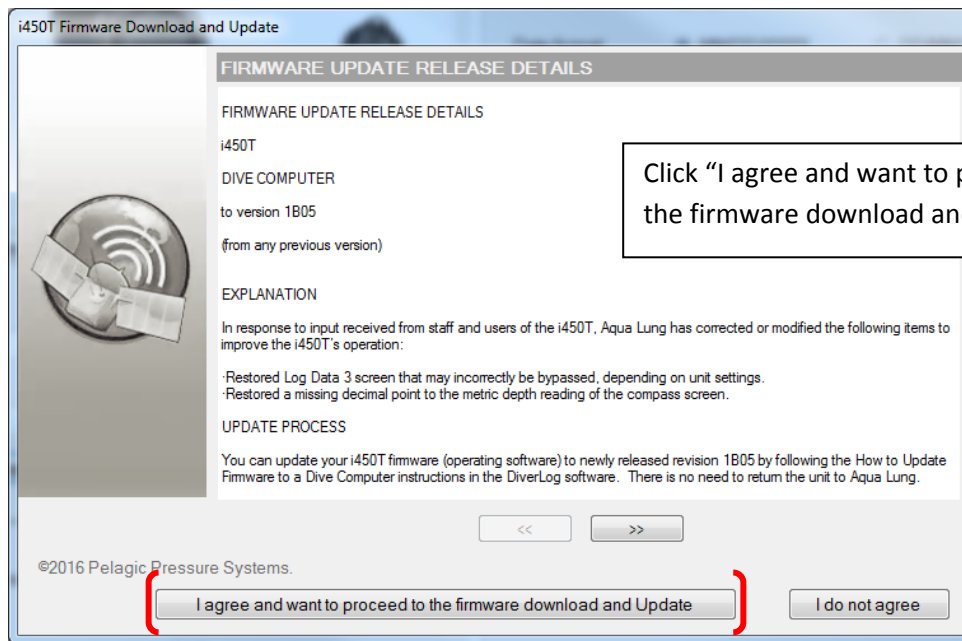 i450T Firmware Download and Update
FIRMWARE UPDATE RELEASE DETAILS
FIRMWARE UPDATE RELEASE DETAILS
i450T
DIVE COMPUTER
to version 1B05
(from any previous version)
Click “I agree and want to p
the firmware download an
EXPLANATION
In response to input received from staff and users of the i450T, Aqua Lung has corrected or modified the following items to
improve the i450T's operation:
·Restored Log Data 3 screen that may incorrectly be bypassed, depending on unit settings.
·Restored a missing decimal point to the metric depth reading of the compass screen.
UPDATE PROCESS
You can update your i450T firmware (operating software) to newly released revision 1B05 by following the How to Update
Firmware to a Dive Computer instructions in the DiverLog software.  There is no need to return the unit to Aqua Lung.
<< >>
©2016 Pelagic Pressure Systems.
I agree and want to proceed to the firmware download and Update
I do not agree